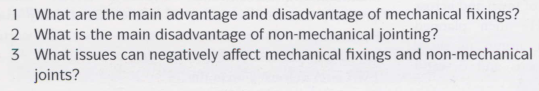 1 What are the main advantage and disadvantage of mechanical fixings?
2 What is the main disadvantage of non-mechanical jointing?
3 What issues can negatively affect mechanical fixings and non-mechanical
joints?